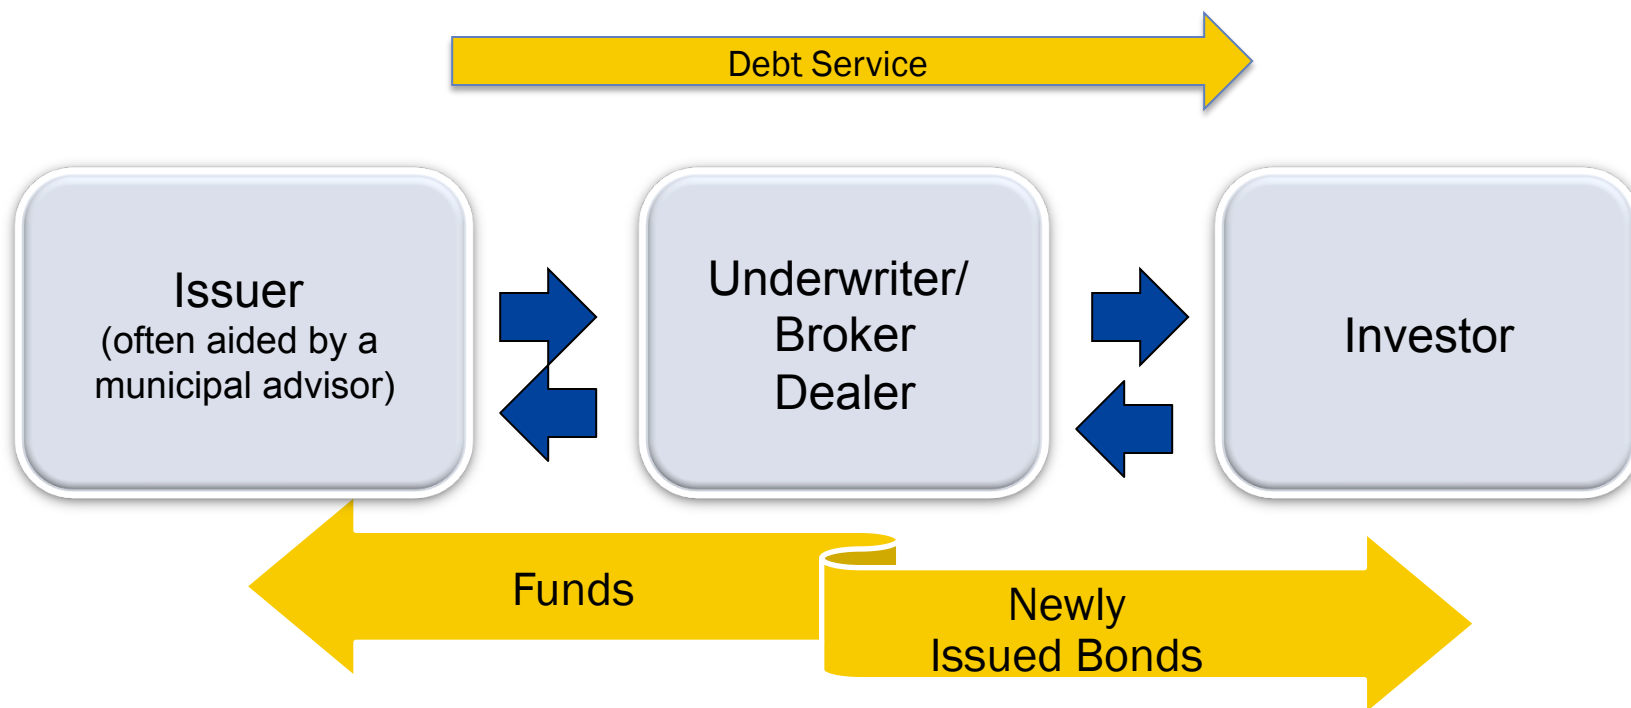 Debt Service
Issuer
(often aided by a
municipal advisor)
Underwriter/
Broker
Dealer
Investor
Funds
Newly
Issued Bonds